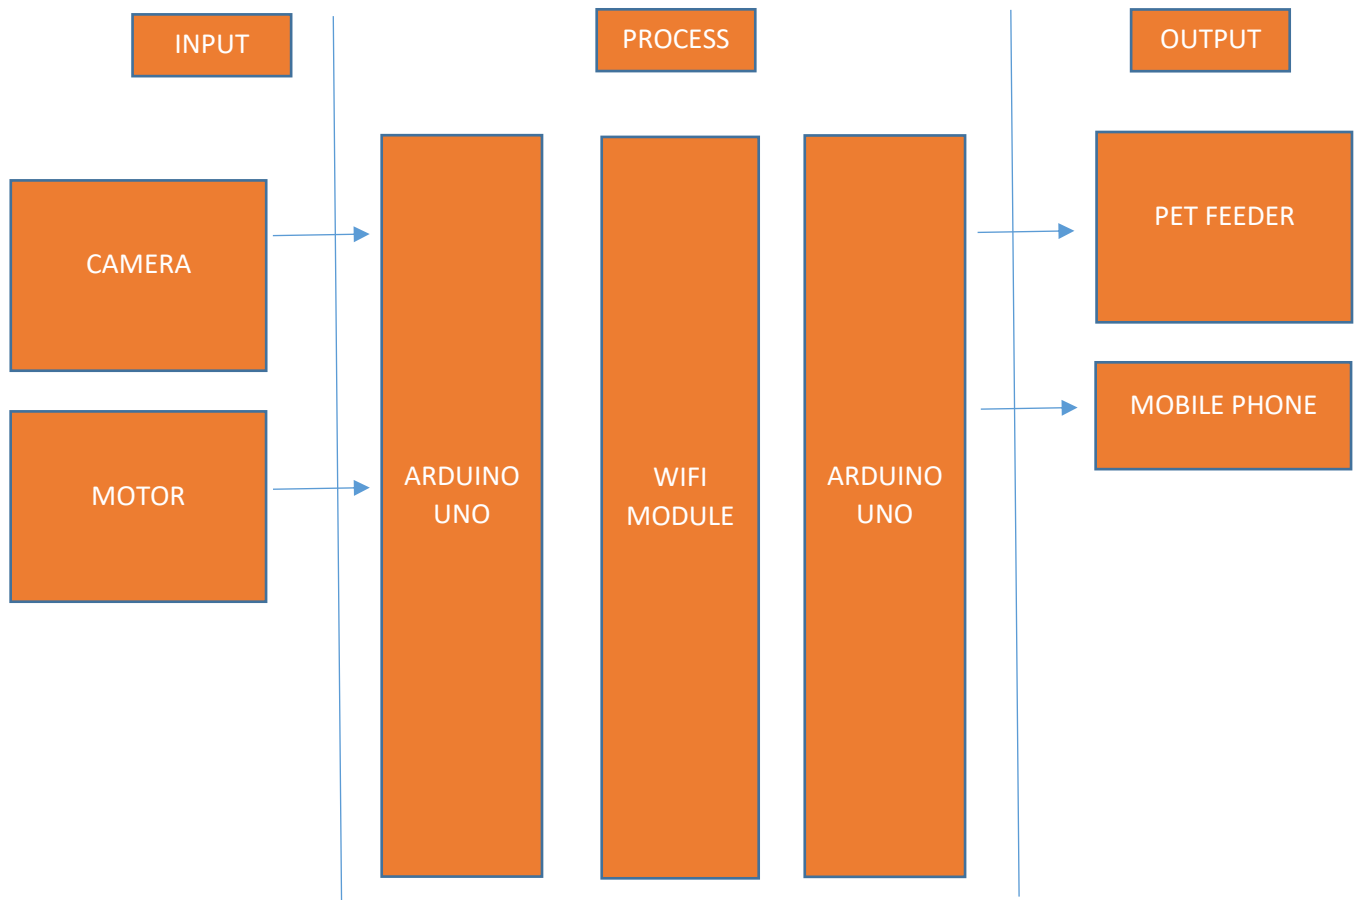 INPUT
PROCESS
OUTPUT
CAMERA
MOTOR
ARDUINO
UNO
WIFI
MODULE
ARDUINO
UNO
PET FEEDER
MOBILE PHONE